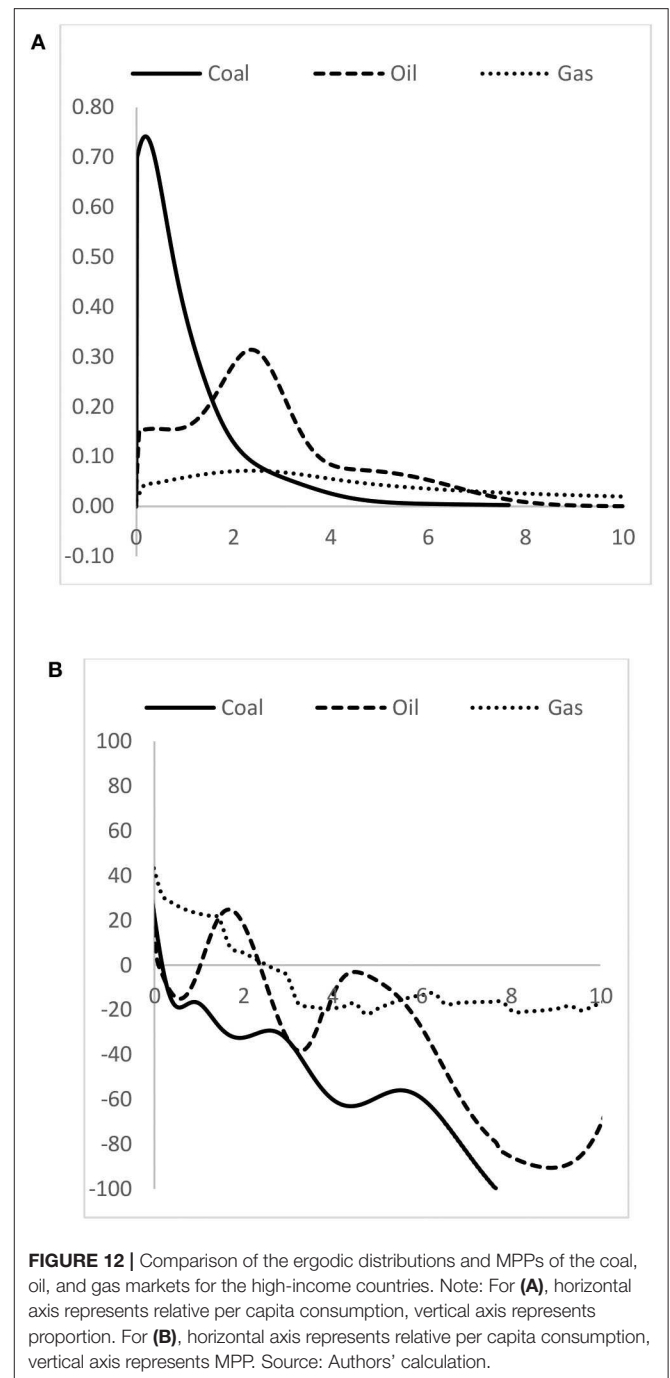 A
Coal Oil Gas
0.80
0.70
0.60
0.50
0.40
0.30
0.20
0.10
0.00
-0.10
0 2 4 6 8 10
B
Coal Oil Gas
100
80
60
40
20
0
-20
-40
-60
-80
-100
0 2 4 6 8 10
FIGURE 12 | Comparison of the ergodic distributions and MPPs of the coal,
oil, and gas markets for the high-income countries. Note: For (A), horizontal
axis represents relative per capita consumption, vertical axis represents
proportion. For (B), horizontal axis represents relative per capita consumption,
vertical axis represents MPP. Source: Authors' calculation.